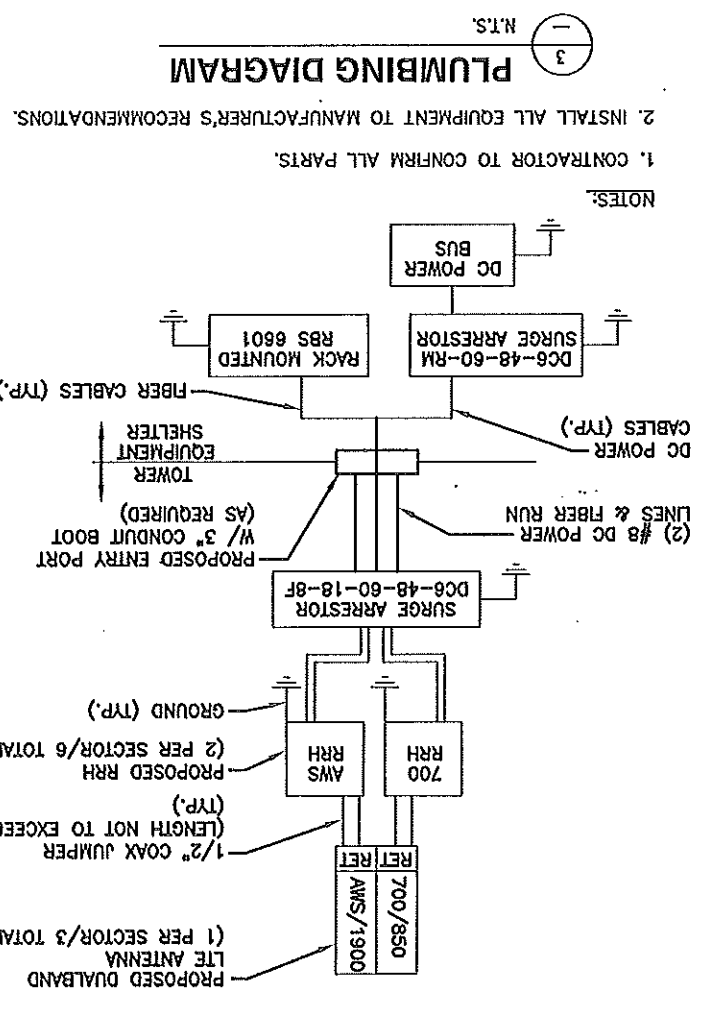 PROPOSED DUALBAND
LTE ANTENNA
(1 PER SECTOR/3 TOTAL
700/850
AWS/1900
RET
RET
1/2" COAX JUMPER
(LENGTH NOT TO EXCEED
(TYP.)
700
RRH
AWS
RRH
PROPOSED RRH
(2 PER SECTOR/6 TOTAL
GROUND (TYP.)
SURGE ARRESTOR
DC6-48-60-18-8F
(2) #8 DC POWER
LINES & FIBER RUN
PROPOSED ENTRY PORT
W/ 3" CONDUIT BOOT
(AS REQUIRED)
TOWER
EQUIPMENT
SHELTER
DC POWER
CABLES (TYP.)
FIBER CABLES (TYP.)
DC6-48-60-RM
SURGE ARRESTOR
RACK MOUNTED
RBS 6601
DC POWER
BUS
NOTES:
1. CONTRACTOR TO CONFIRM ALL PARTS.
2. INSTALL ALL EQUIPMENT TO MANUFACTURER'S RECOMMENDATIONS.
3
—
PLUMBING DIAGRAM
N.T.S.